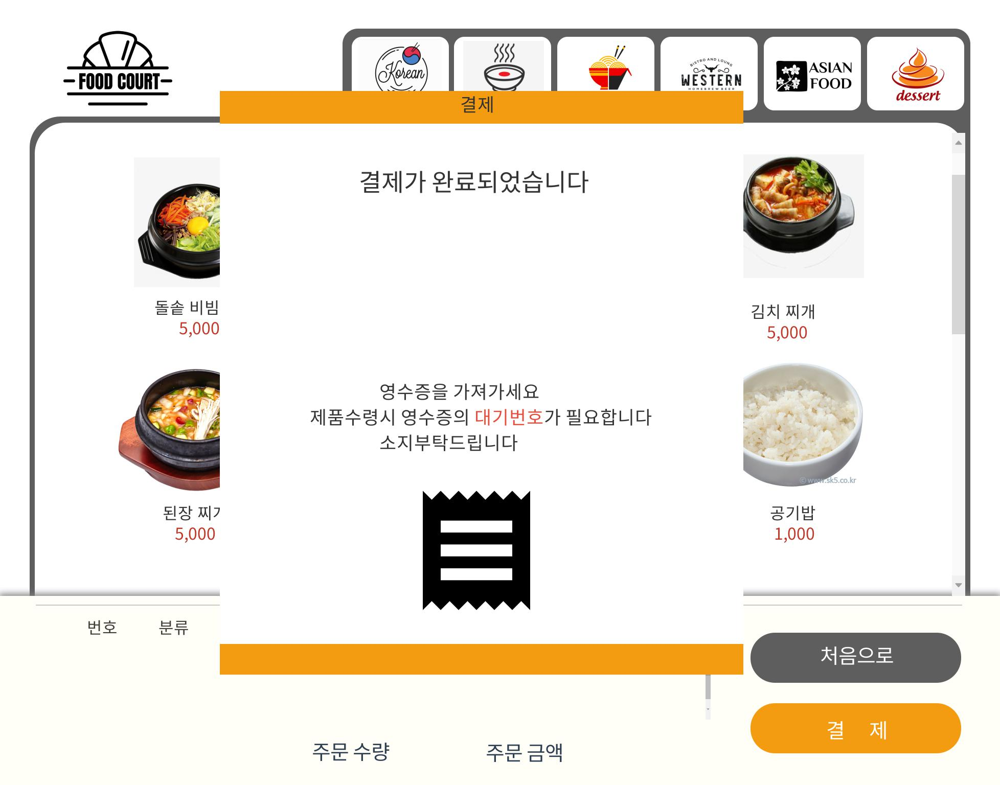 FOOD COURT
Korean
BISTRO AND LOUNG
WESTERN
HOMEBREW BEER
ASIAN
FOOD
dessert
결제
결제가 완료되었습니다
돌솥 비빔
5,000
김치 찌개
5,000
영수증을 가져가세요
제품수령시 영수증의 대기번호가 필요합니다
소지부탁드립니다
© www.sk5.co.kr
된장 찌개
5,000
공기밥
1,000
번호 분류
처음으로
결 제
주문 수량 주문 금액